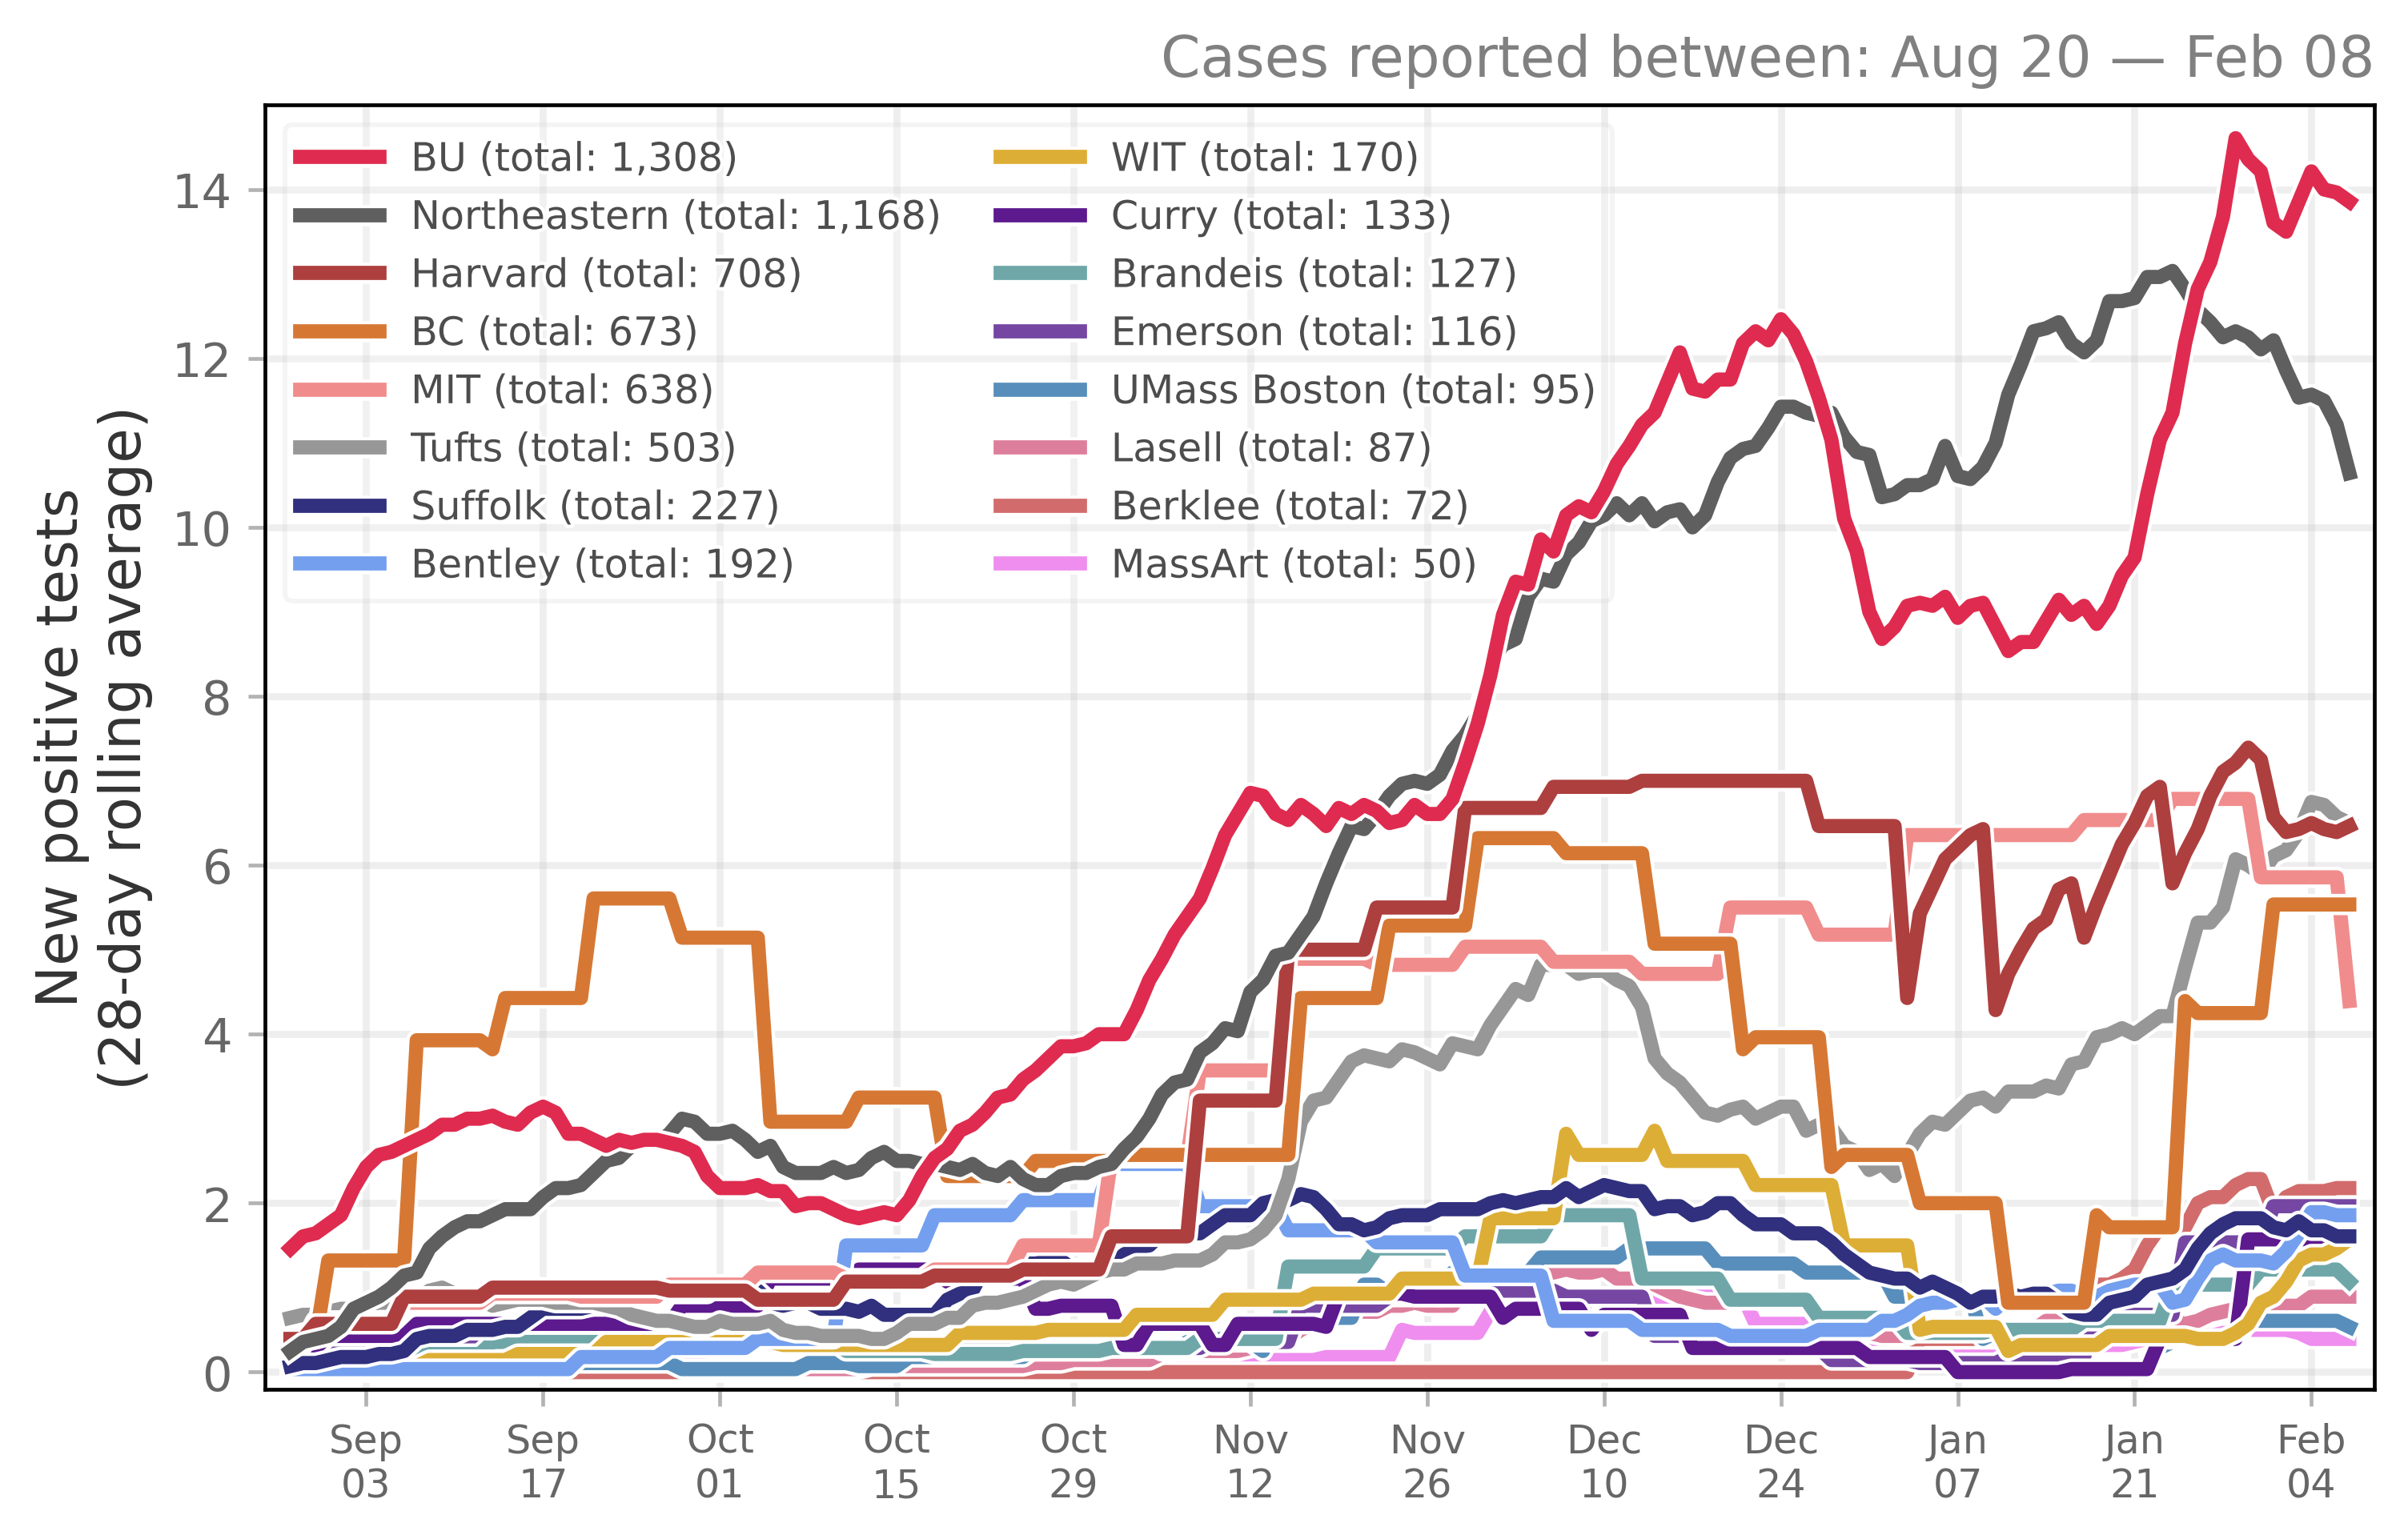 Cases reported between: Aug 20 — Feb 08
New positive tests
(28-day rolling average)
14
12
10
8
6
4
2
0
BU (total: 1,308)
Northeastern (total: 1,168)
Harvard (total: 708)
BC (total: 673)
MIT (total: 638)
Tufts (total: 503)
Suffolk (total: 227)
Bentley (total: 192)
WIT (total: 170)
Curry (total: 133)
Brandeis (total: 127)
Emerson (total: 116)
UMass Boston (total: 95)
Lasell (total: 87)
Berklee (total: 72)
MassArt (total: 50)
Sep 03
Sep 17
Oct 01
Oct 15
Oct 29
Nov 12
Nov 26
Dec 10
Dec 24
Jan 07
Jan 21
Feb 04